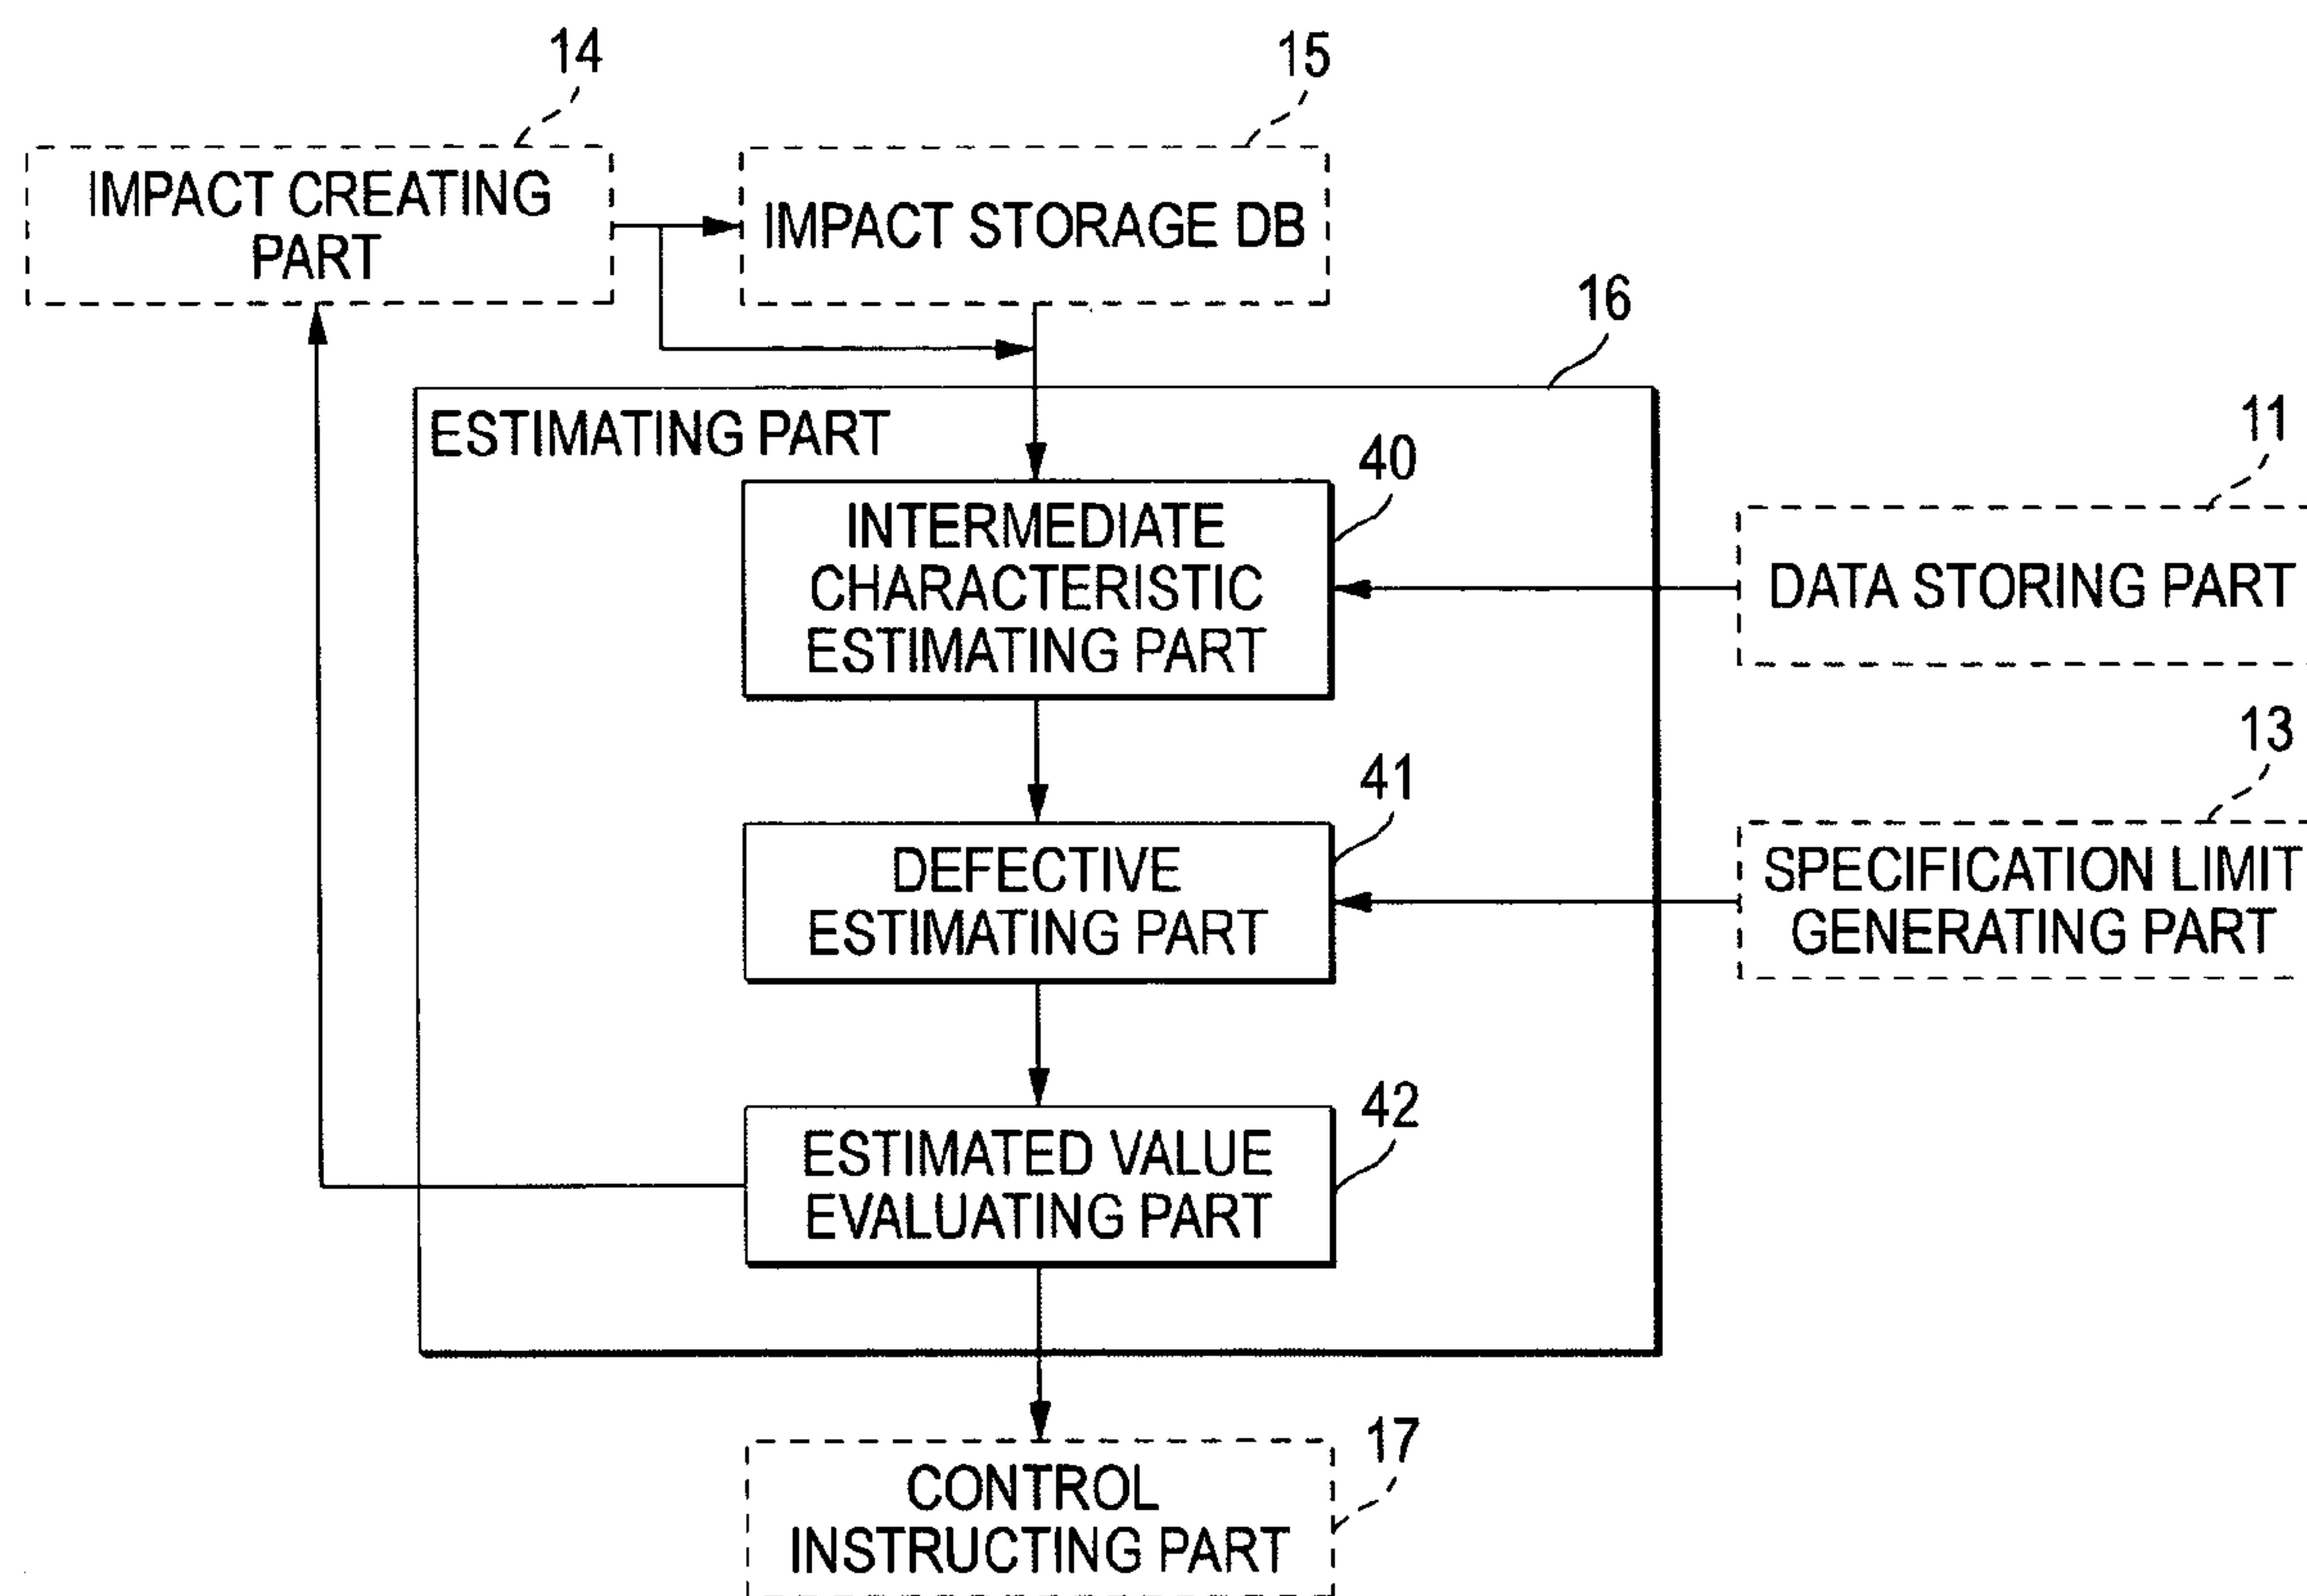 14
15
IMPACT CREATING
PART
IMPACT STORAGE DB
16
ESTIMATING PART
11
40
INTERMEDIATE
CHARACTERISTIC
ESTIMATING PART
DATA STORING PART
13
41
DEFECTIVE
ESTIMATING PART
SPECIFICATION LIMIT
GENERATING PART
42
ESTIMATED VALUE
EVALUATING PART
17
CONTROL
INSTRUCTING PART